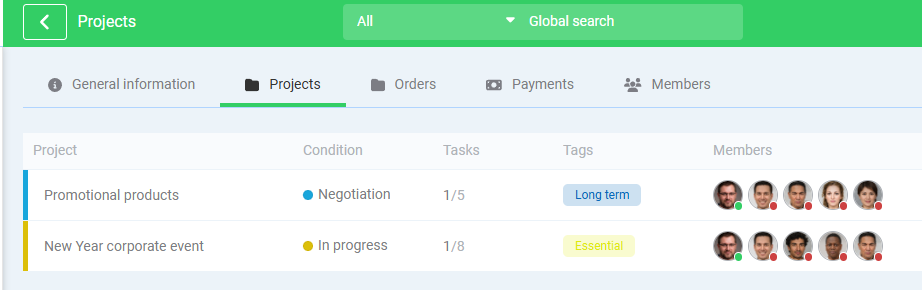 Projects All Global search
General information Projects Orders Payments Members
Project Condition Tasks Tags Members
Promotional products Negotiation 1/5 Long term
New Year corporate event In progress 1/8 Essential